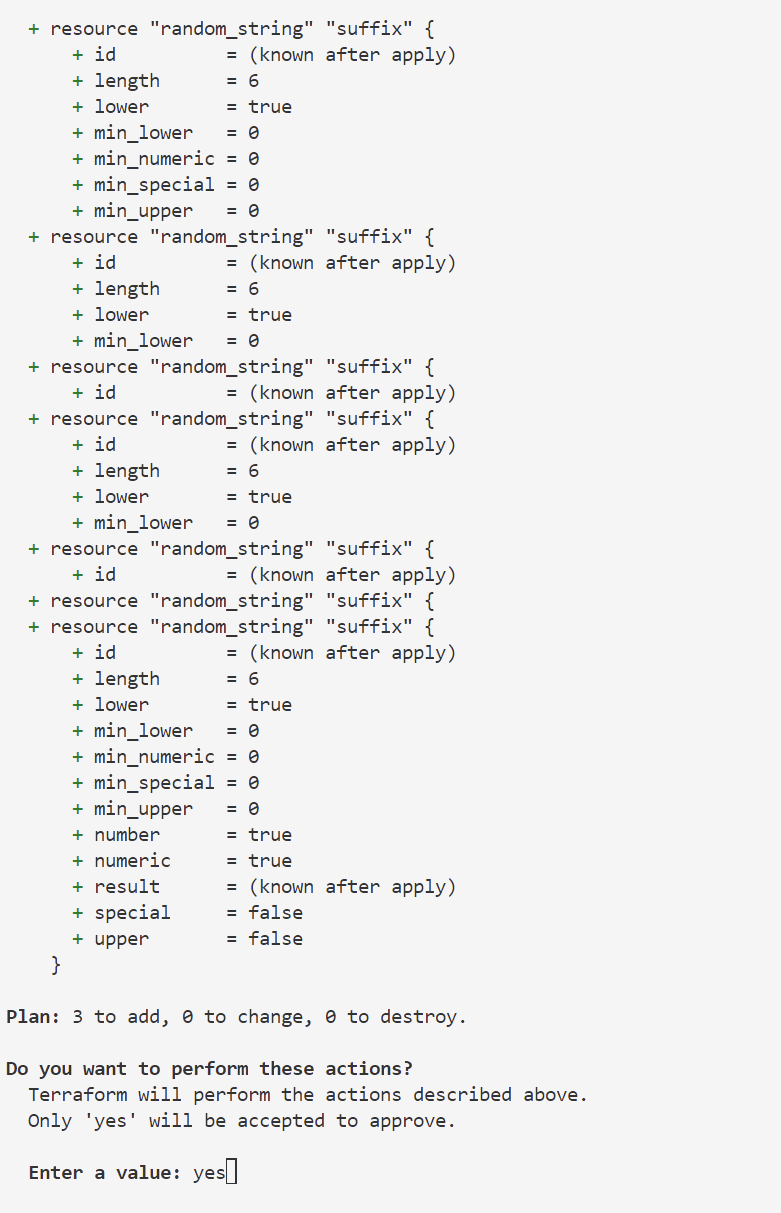 + resource "random_string" "suffix" {
+ id = (known after apply)
+ length = 6
+ lower = true
+ min_lower = 0
+ min_numeric = 0
+ min_special = 0
+ min_upper = 0
+ resource "random_string" "suffix" {
+ id = (known after apply)
+ length = 6
+ lower = true
+ min_lower = 0
+ resource "random_string" "suffix" {
+ id = (known after apply)
+ resource "random_string" "suffix" {
+ id = (known after apply)
+ length = 6
+ lower = true
+ min_lower = 0
+ resource "random_string" "suffix" {
+ id = (known after apply)
+ resource "random_string" "suffix" {
+ resource "random_string" "suffix" {
+ id = (known after apply)
+ length = 6
+ lower = true
+ min_lower = 0
+ min_numeric = 0
+ min_special = 0
+ min_upper = 0
+ number = true
+ numeric = true
+ result = (known after apply)
+ special = false
+ upper = false
}
Plan: 3 to add, 0 to change, 0 to destroy.
Do you want to perform these actions?
Terraform will perform the actions described above.
Only 'yes' will be accepted to approve.
Enter a value: yes